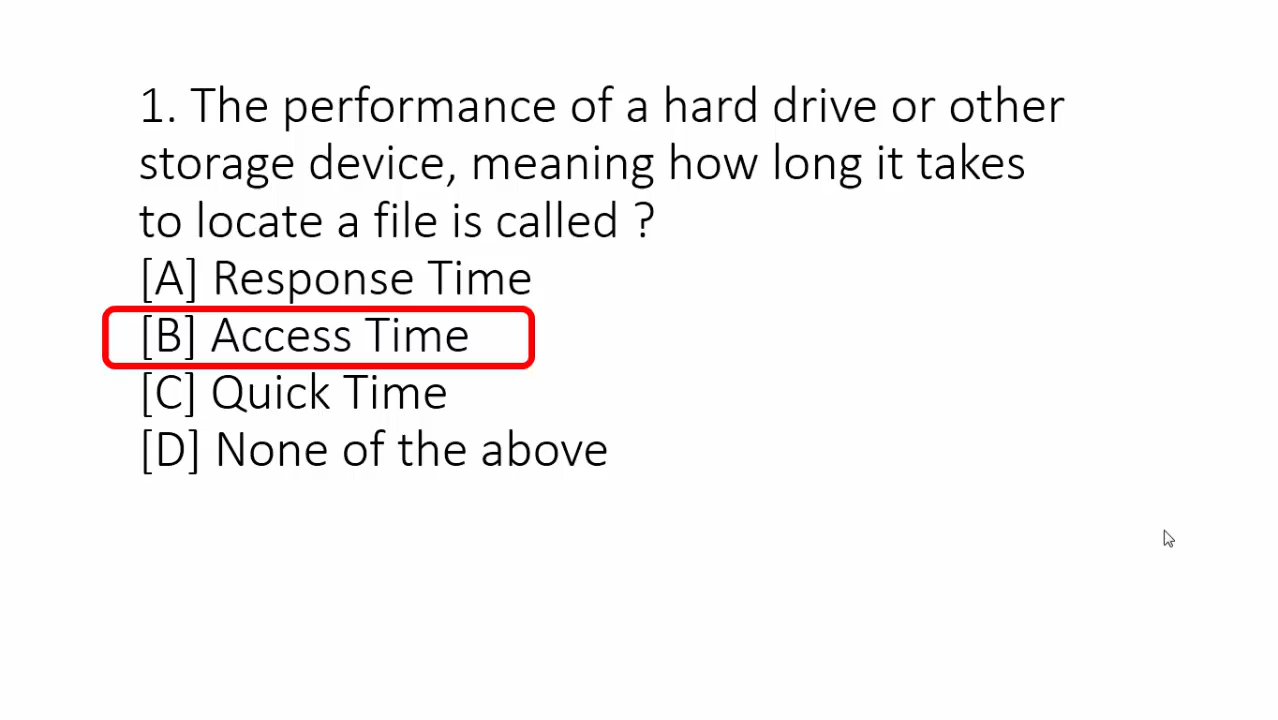 1. The performance of a hard drive or other
storage device, meaning how long it takes
to locate a file is called ?
[A] Response Time
[B] Access Time
[C] Quick Time
[D] None of the above